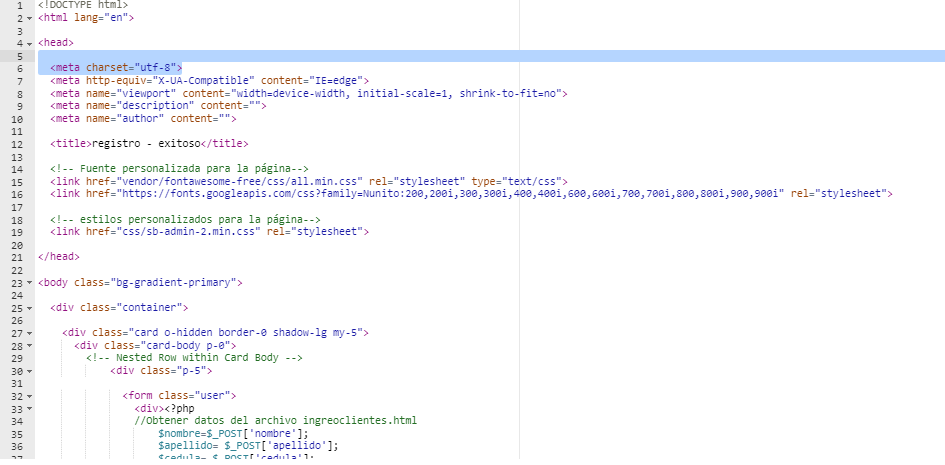 1 <!DOCTYPE html>
2 <html lang="en">
3
4 <head>
5
6 <meta charset="utf-8">
7 <meta http-equiv="X-UA-Compatible" content="IE=edge">
8 <meta name="viewport" content="width=device-width, initial-scale=1, shrink-to-fit=no">
9 <meta name="description" content="">
10 <meta name="author" content="">
11
12 <title>registro - exitoso</title>
13
14 <!-- Fuente personalizada para la página-->
15 <link href="vendor/fontawesome-free/css/all.min.css" rel="stylesheet" type="text/css">
16 <link href="https://fonts.googleapis.com/css?family=Nunito:200,200i,300,300i,400,400i,600,600i,700,700i,800,800i,900,900i" rel="stylesheet">
17
18 <!-- estilos personalizados para la página-->
19 <link href="css/sb-admin-2.min.css" rel="stylesheet">
20
21 </head>
22
23 <body class="bg-gradient-primary">
24
25 <div class="container">
26
27 <div class="card o-hidden border-0 shadow-lg my-5">
28 <div class="card-body p-0">
29 <!-- Nested Row within Card Body -->
30 <div class="p-5">
31
32 <form class="user">
33 <div><?php
34 //Obtener datos del archivo ingreoclientes.html
35 $nombre=$_POST['nombre'];
36 $apellido= $_POST['apellido'];
37 $cedula= $_POST['cedula'];